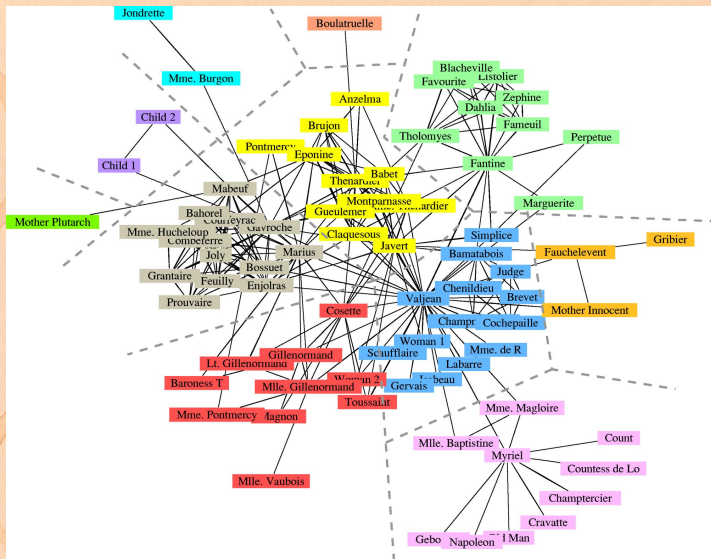 Jondrette
Boulatruelle
Mme. Burgon
Blacheville
Favourite
Listolier
Zephine
Anzelma
Dahlia
Child 2
Brujon
Fameuil
Tholomyes
Perpetue
Pontmercy
Eponine
Child 1
Fantine
Babet
Thenardier
Mabeuf
Montparnasse
Thenardier
Marguerite
Gueulemer
Bahorel
Courfeyrac
Mother Plutarch
Gavroche
Mme. Hucheloup
Claquesous
Simplice
Combeferre
Javert
Gribier
Marius
Bamatabois
Fauchelevent
Joly
Bossuet
Judge
Grantaire
Feuilly
Enjolras
Chenildieu
Prouvaire
Valjean
Brevet
Cosette
Mother Innocent
Cochepaille
Woman 1
Gillenormand
Scaufflaire
Mme. de R
Lt. Gillenormand
Labarre
Baroness T
Woman 2
Mlle. Gillenormand
Gervais
Toussaint
Mme. Magloire
Mme. Pontmercy
Magnon
Mlle. Baptistine
Count
Myriel
Countess de Lo
Mlle. Vaubois
Champtercier
Cravatte
Gebo
Napoleon
Old Man